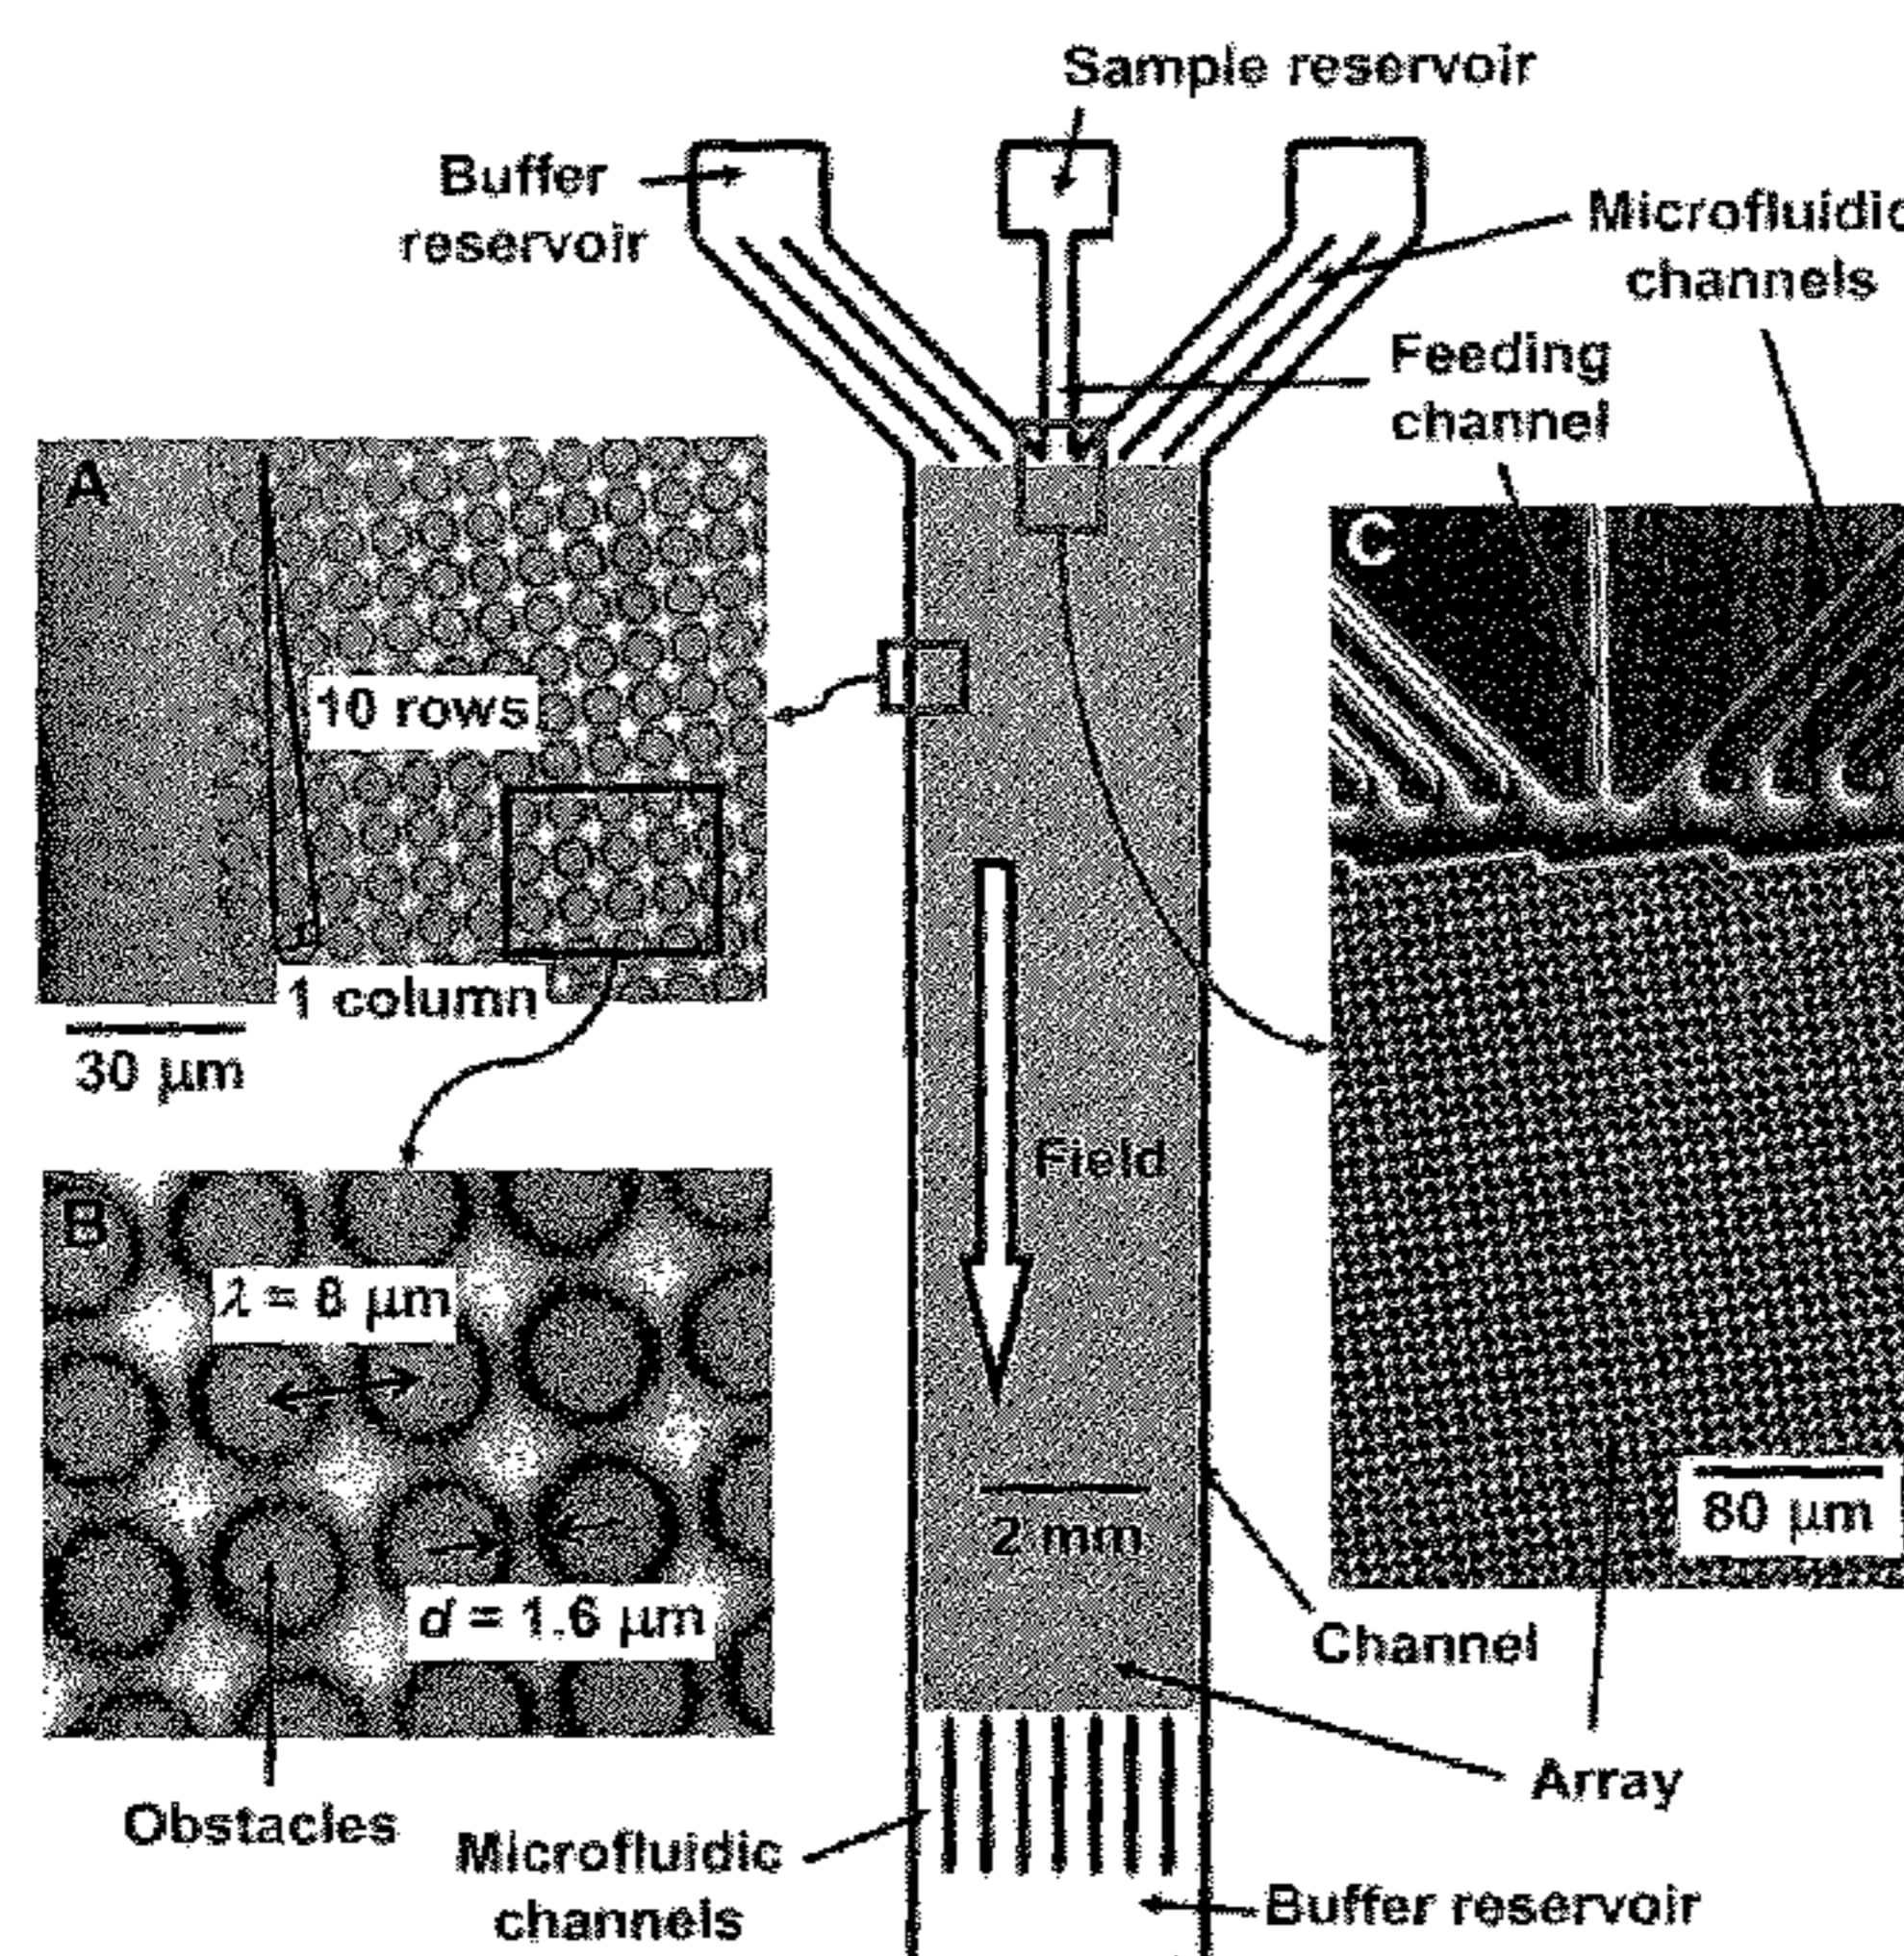 Sample reservoir
Buffer
reservoir
Microfluidic
channels
Feeding
channel
A
10 rows
1 column
30 µm
C
80 µm
B
λ = 8 µm
d = 1.6 µm
Obstacles
Field
2 mm
Channel
Array
Microfluidic
channels
Buffer reservoir